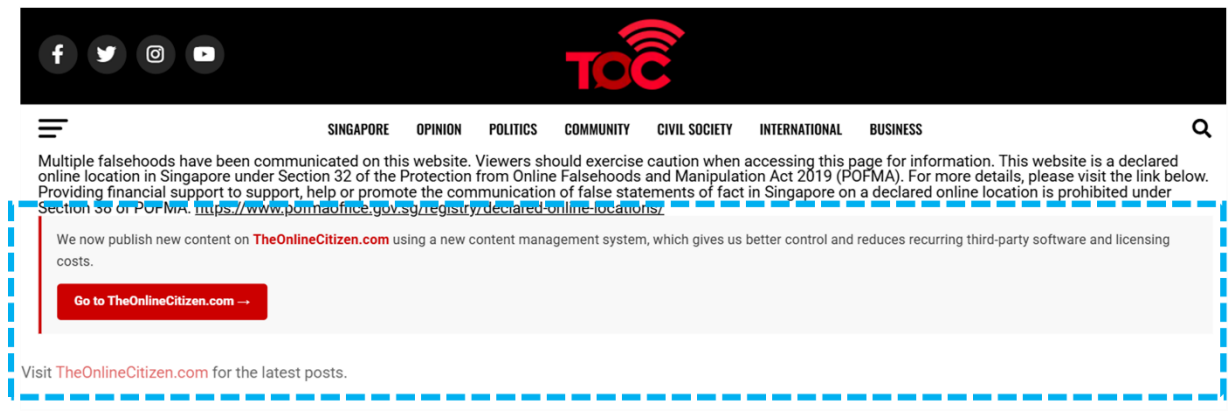 TOC
SINGAPORE OPINION POLITICS COMMUNITY CIVIL SOCIETY INTERNATIONAL BUSINESS
Multiple falsehoods have been communicated on this website. Viewers should exercise caution when accessing this page for information. This website is a declared
online location in Singapore under Section 32 of the Protection from Online Falsehoods and Manipulation Act 2019 (POFMA). For more details, please visit the link below.
Providing financial support to support, help or promote the communication of false statements of fact in Singapore on a declared online location is prohibited under
Section 36 of POFMA. https://www.pofmaoffice.gov.sg/registry/declared-online-locations/
We now publish new content on TheOnlineCitizen.com using a new content management system, which gives us better control and reduces recurring third-party software and licensing
costs.
Go to TheOnlineCitizen.com →
Visit TheOnlineCitizen.com for the latest posts.